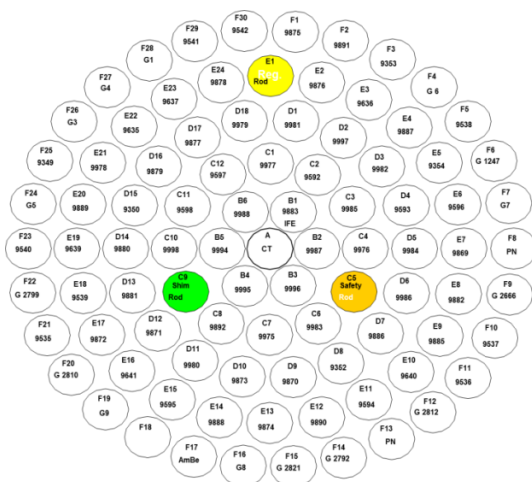 F30
9542
F1
9875
F29
9541
F2
9891
F28
G1
E1
Reg.
Rod
F3
9353
E24
9878
E2
9876
F27
G4
F4
G 6
E23
9637
E3
9636
D18
9979
D1
9981
F26
G3
E22
9635
E4
9887
F5
9538
D17
9877
D2
9997
C1
9977
F25
9349
E21
9978
D16
9879
C12
9597
C2
9592
D3
9982
E5
9354
F6
G 1247
F24
G5
E20
9889
D15
9350
C11
9598
B6
9988
B1
9883
IFE
C3
9985
D4
9593
E6
9596
F7
G7
F23
9540
E19
9639
D14
9880
C10
9998
B5
9994
A
CT
B2
9987
C4
9976
D5
9984
E7
9869
F8
PN
F22
G 2799
E18
9539
D13
9881
C9
Shim
Rod
B4
9995
B3
9996
C5
Safety
Rod
D6
9986
E8
9882
F9
G 2666
F21
9535
E17
9872
D12
9871
C8
9892
C7
9975
C6
9983
D7
9886
E9
9885
F10
9537
F20
G 2810
E16
9641
D11
9980
D10
9873
D9
9870
D8
9352
E10
9640
F11
9536
F19
G9
E15
9595
E14
9888
E13
9874
E12
9890
E11
9594
F12
G 2812
F18
F17
AmBe
F16
G8
F15
G 2821
F14
G 2792
F13
PN